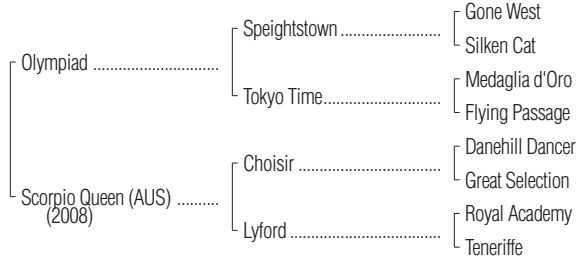 Gone West
Speightstown ........................
Silken Cat
Olympiad ..............................
Medaglia d'Oro
Tokyo Time............................
Flying Passage
Danehill Dancer
Choisir ..................................
Great Selection
Scorpio Queen (AUS) ..........
(2008)
Royal Academy
Lyford ....................................
Teneriffe